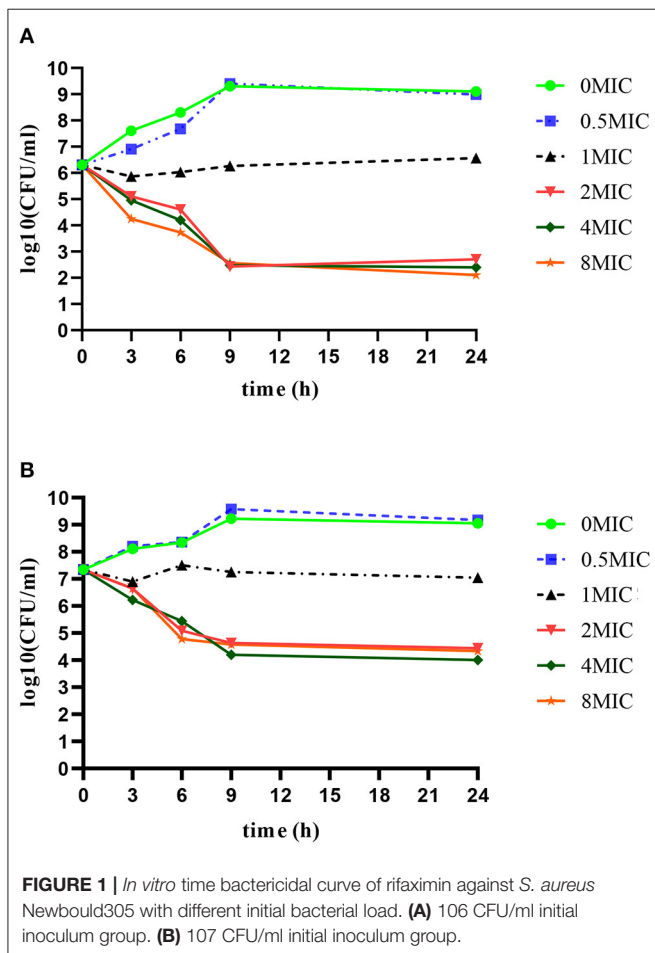 A
10
9
8
7
6
5
4
3
2
1
0
log10(CFU/ml)
0 3 6 9 12 15 18 21 24
time (h)
0MIC
0.5MIC
1MIC
2MIC
4MIC
8MIC
B
10
9
8
7
6
5
4
3
2
1
0
log10(CFU/ml)
0 3 6 9 12 15 18 21 24
time (h)
0MIC
0.5MIC
1MIC
2MIC
4MIC
8MIC
FIGURE 1 | In vitro time bactericidal curve of rifaximin against S. aureus
Newbould305 with different initial bacterial load. (A) 106 CFU/ml initial
inoculum group. (B) 107 CFU/ml initial inoculum group.